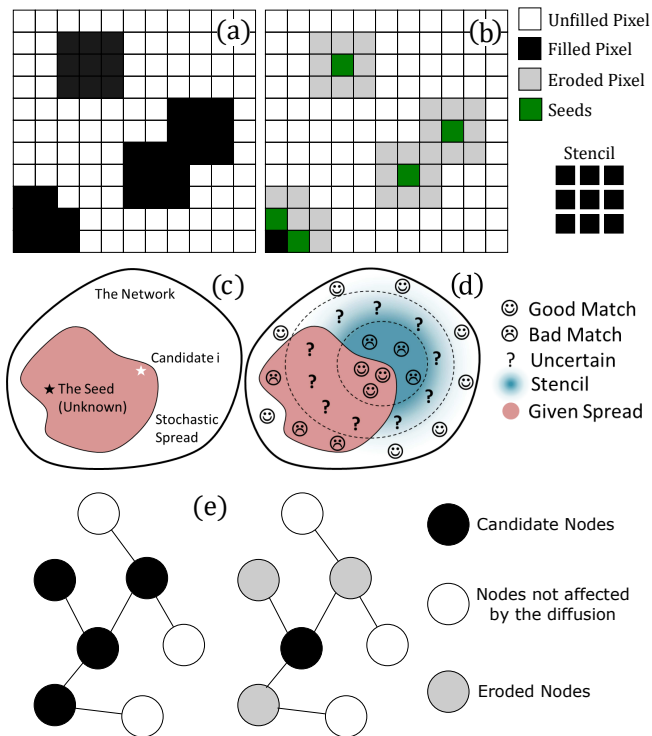 (a)
(b)
Unfilled Pixel
Filled Pixel
Eroded Pixel
Seeds
Stencil
(c)
The Network
Candidate i
The Seed
(Unknown)
Stochastic
Spread
(d)
? ? ? ? ? ? ? ? ? ? ?
Good Match
Bad Match
? Uncertain
Stencil
Given Spread
(e)
Candidate Nodes
Nodes not affected
by the diffusion
Eroded Nodes